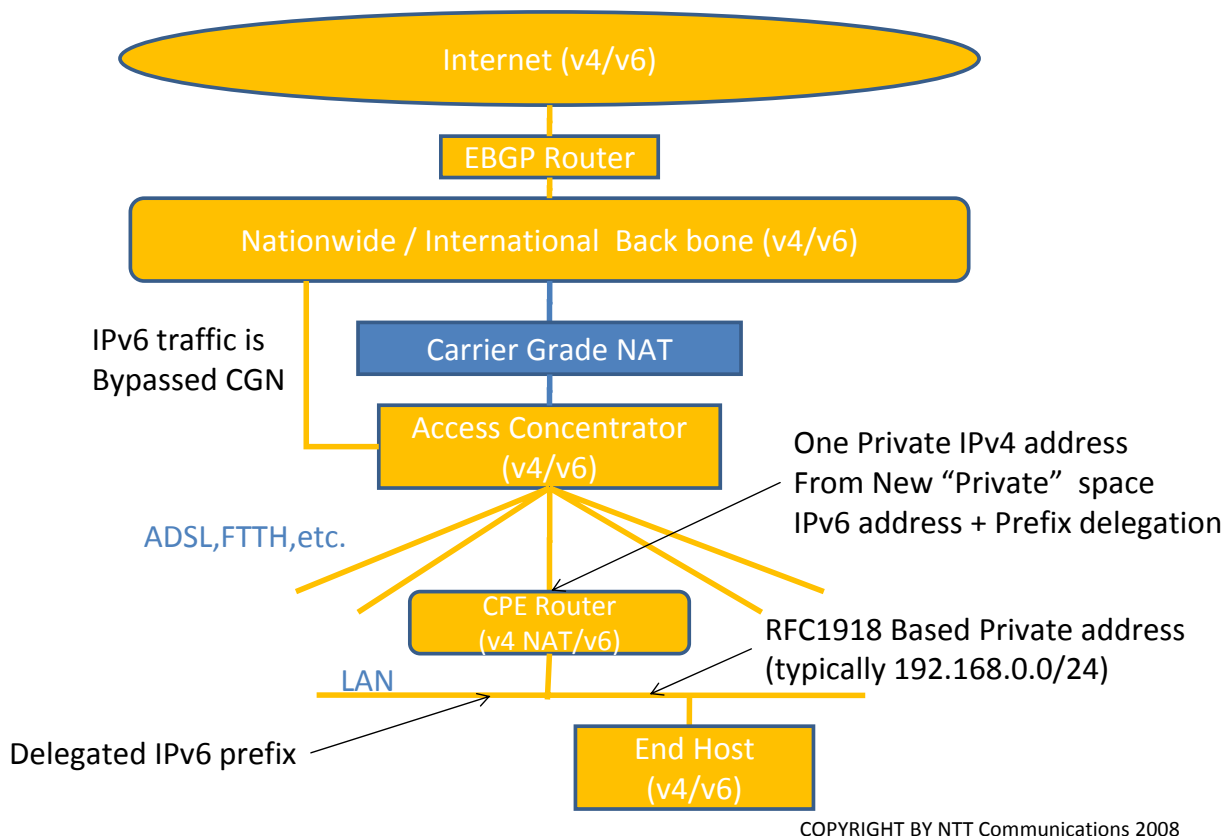 Internet (v4/v6)
EBGP Router
Nationwide / International  Back bone (v4/v6)
IPv6 traffic is
Bypassed CGN
Carrier Grade NAT
Access Concentrator
(v4/v6)
One Private IPv4 address
From New “Private”  space
IPv6 address + Prefix delegation
ADSL,FTTH,etc.
CPE Router
(v4 NAT/v6)
RFC1918 Based Private address
(typically 192.168.0.0/24)
LAN
Delegated IPv6 prefix
End Host
(v4/v6)
COPYRIGHT BY NTT Communications 2008